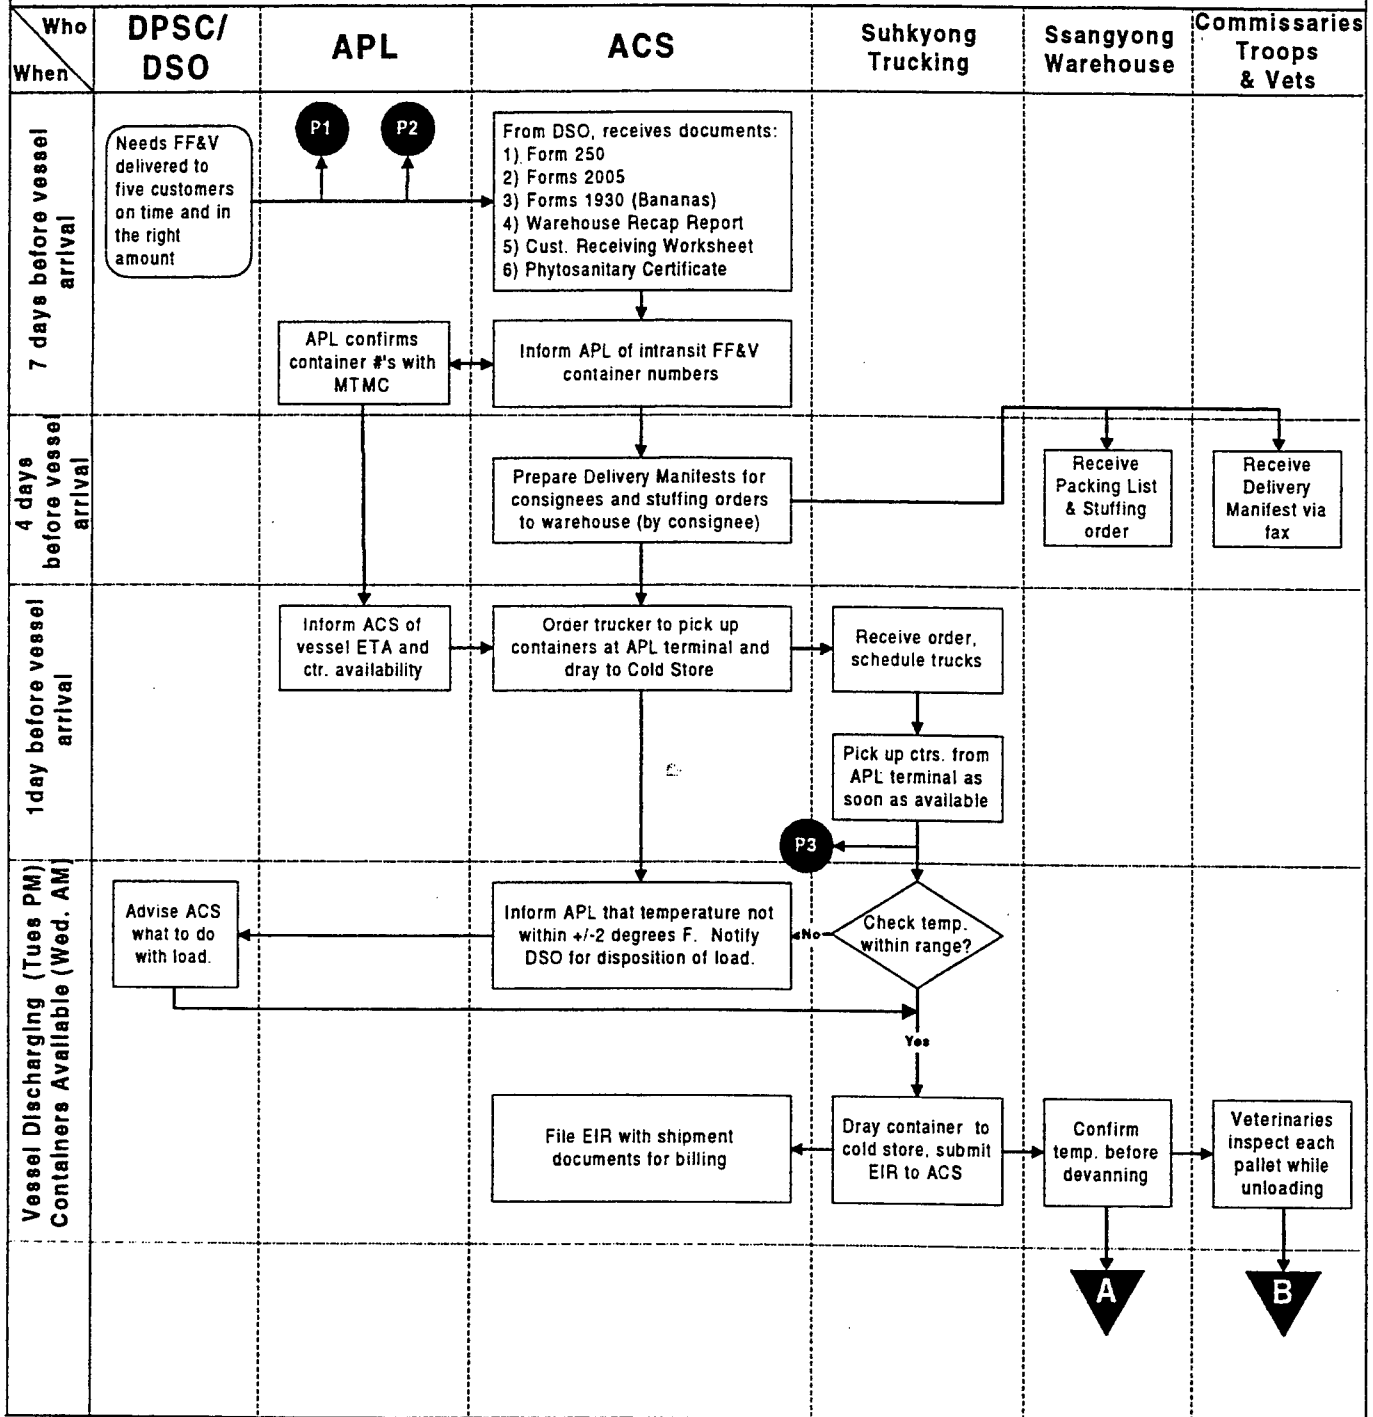 Who
When
DPSC/
DSO
APL
ACS
Suhkyong
Trucking
Ssangyong
Warehouse
Commissaries
Troops
& Vets
7 days before vessel
arrival
Needs FF&V
delivered to
five customers
on time and in
the right
amount
P1
P2
From DSO, receives documents:
1) Form 250
2) Forms 2005
3) Forms 1930 (Bananas)
4) Warehouse Recap Report
5) Cust. Receiving Worksheet
6) Phytosanitary Certificate
APL confirms
container #'s with
MTMC
Inform APL of intransit FF&V
container numbers
4 days
before vessel
arrival
Prepare Delivery Manifests for
consignees and stuffing orders
to warehouse (by consignee)
Receive
Packing List
& Stuffing
order
Receive
Delivery
Manifest via
fax
1day before vessel
arrival
Inform ACS of
vessel ETA and
ctr. availability
Order trucker to pick up
containers at APL terminal and
dray to Cold Store
Receive order,
schedule trucks
Pick up ctrs. from
APL terminal as
soon as available
P3
Vessel Discharging (Tues PM)
Containers Available (Wed. AM)
Advise ACS
what to do
with load.
Inform APL that temperature not
within +/-2 degrees F. Notify
DSO for disposition of load.
No
Check temp.
within range?
Yes
File EIR with shipment
documents for billing
Dray container to
cold store, submit
EIR to ACS
Confirm
temp. before
devanning
Veterinaries
inspect each
pallet while
unloading
A
B